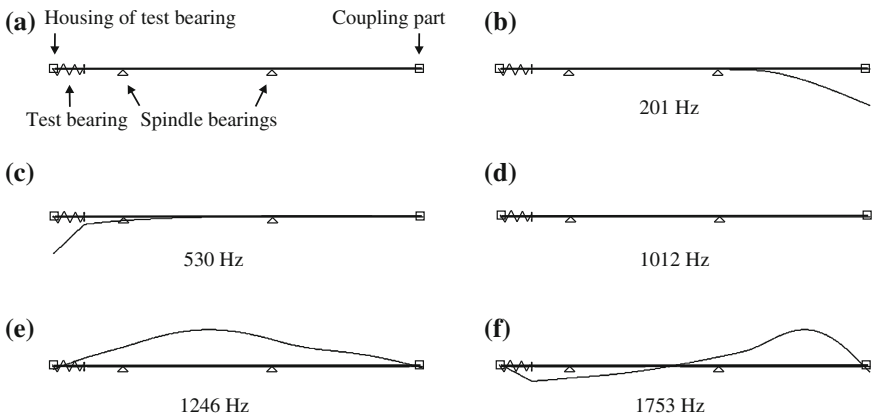 (a)
Housing of test bearing
Coupling part
Test bearing
Spindle bearings
(b)
201 Hz
(c)
530 Hz
(d)
1012 Hz
(e)
1246 Hz
(f)
1753 Hz